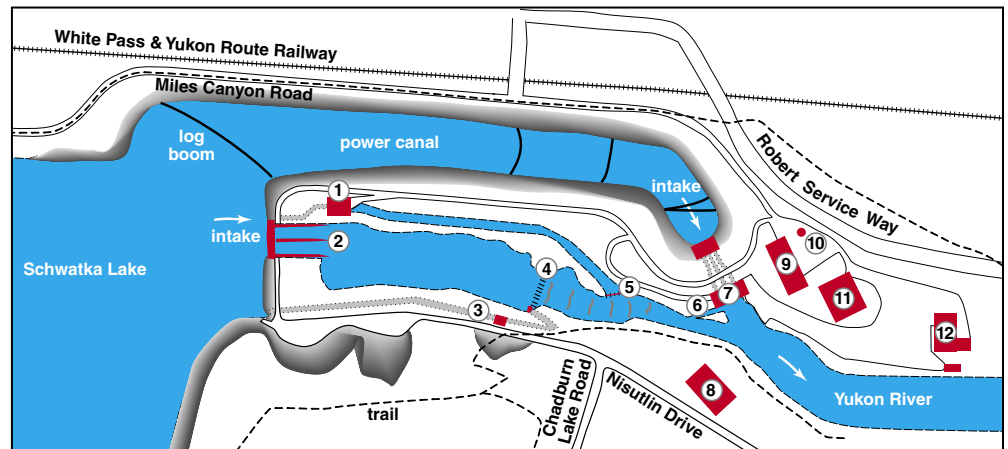 White Pass & Yukon Route Railway
Miles Canyon Road
log
boom
power canal
intake
Robert Service Way
1
intake
2
Schwatka Lake
3
4
5
6
7
8
9
10
11
12
Chadburn
Lake Road
Nisutlin Drive
trail
Yukon River